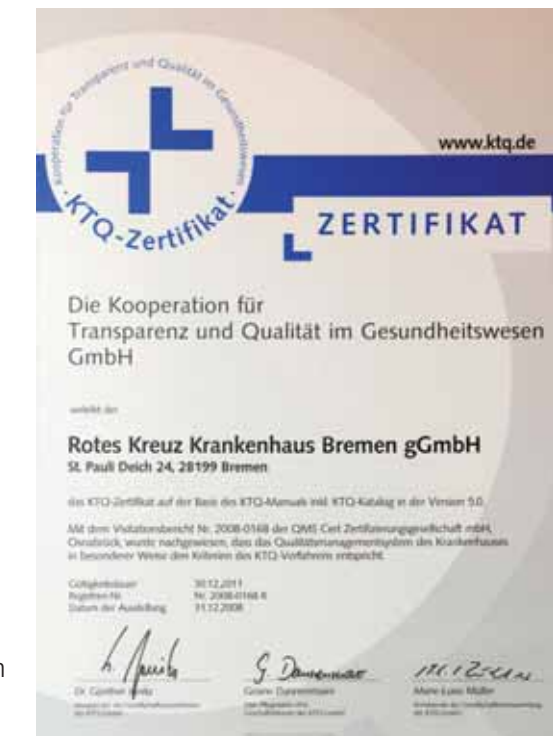 Kooperation für Transparenz und Qualität im Gesundheitswesen
· KTQ-Zertifikat ·
www.ktq.de
ZERTIFIKAT
Die Kooperation für
Transparenz und Qualität im Gesundheitswesen
GmbH
verleiht der
Rotes Kreuz Krankenhaus Bremen gGmbH
St. Pauli Deich 24, 28199 Bremen
das KTQ-Zertifikat auf der Basis des KTQ-Manuals inkl. KTQ-Katalog in der Version 5.0.
Mit dem Visitationsbericht Nr. 2008-0168 der QMS Cert Zertifizierungsgesellschaft mbH,
Osnabrück, wurde nachgewiesen, dass das Qualitätsmanagementsystem des Krankenhauses
in besonderer Weise den Kriterien des KTQ-Verfahrens entspricht.
Gültigkeitsdauer 30.12.2011
Registrier-Nr. Nr. 2008-0168 K
Datum der Ausstellung 31.12.2008
Dr. Günther
Marie-Luise Müller
n